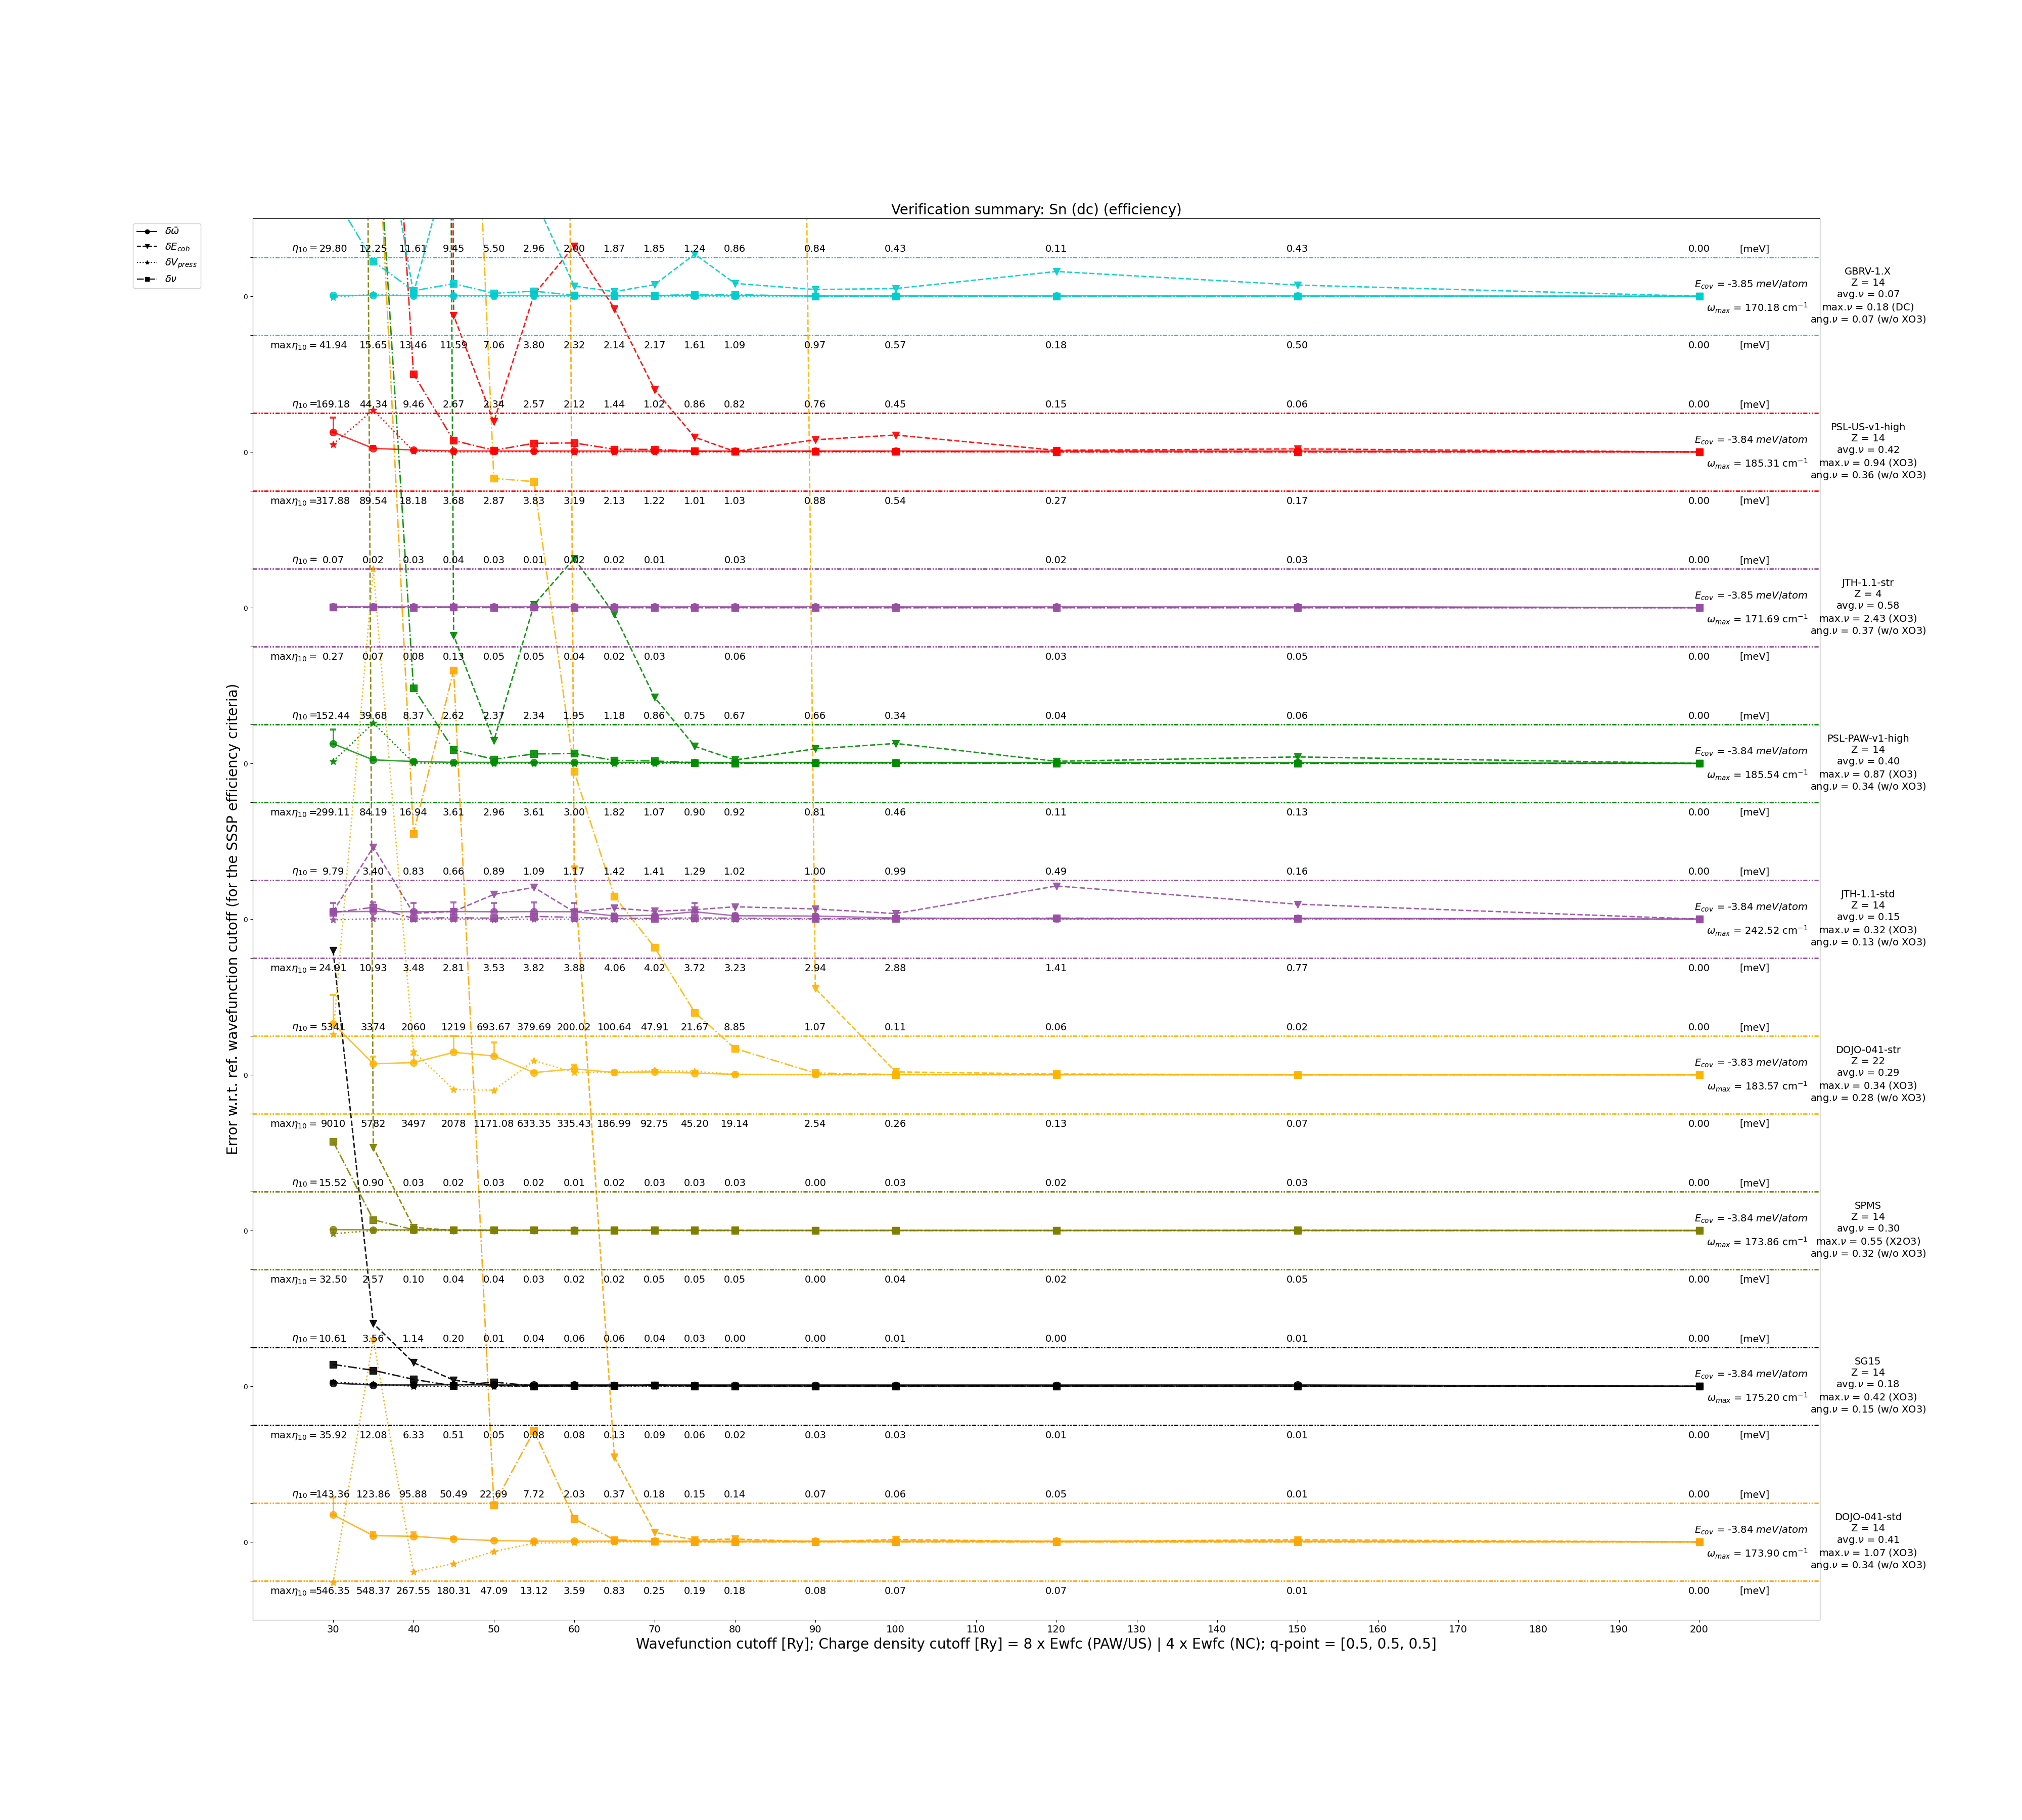 Verification summary: Sn (dc) (efficiency)
δω̄
δE_coh
δV_press
δν
Error w.r.t. ref. wavefunction cutoff (for the SSSP efficiency criteria)
η₁₀ = 29.80 12.25 11.61 9.45 5.50 2.96 2.00 1.87 1.85 1.24 0.86 0.84 0.43 0.11 0.43 0.00 [meV]
0
E_cov = -3.85 meV/atom
ω_max = 170.18 cm⁻¹
maxη₁₀ = 41.94 15.65 13.46 11.59 7.06 3.80 2.32 2.14 2.17 1.61 1.09 0.97 0.57 0.18 0.50 0.00 [meV]
GBRV-1.X
Z = 14
avg.ν = 0.07
max.ν = 0.18 (DC)
ang.ν = 0.07 (w/o XO3)
η₁₀ = 169.18 44.34 9.46 2.67 2.34 2.57 2.12 1.44 1.02 0.86 0.82 0.76 0.45 0.15 0.06 0.00 [meV]
0
E_cov = -3.84 meV/atom
ω_max = 185.31 cm⁻¹
maxη₁₀ = 317.88 89.54 18.18 3.68 2.87 3.83 3.19 2.13 1.22 1.01 1.03 0.88 0.54 0.27 0.17 0.00 [meV]
PSL-US-v1-high
Z = 14
avg.ν = 0.42
max.ν = 0.94 (XO3)
ang.ν = 0.36 (w/o XO3)
η₁₀ = 0.07 0.02 0.03 0.04 0.03 0.01 0.02 0.02 0.01 0.03 0.02 0.03 0.00 [meV]
0
E_cov = -3.85 meV/atom
ω_max = 171.69 cm⁻¹
maxη₁₀ = 0.27 0.07 0.08 0.13 0.05 0.05 0.04 0.02 0.03 0.06 0.03 0.05 0.00 [meV]
JTH-1.1-str
Z = 4
avg.ν = 0.58
max.ν = 2.43 (XO3)
ang.ν = 0.37 (w/o XO3)
η₁₀ = 152.44 39.68 8.37 2.62 2.37 2.34 1.95 1.18 0.86 0.75 0.67 0.66 0.34 0.04 0.06 0.00 [meV]
0
E_cov = -3.84 meV/atom
ω_max = 185.54 cm⁻¹
maxη₁₀ = 299.11 84.19 16.94 3.61 2.96 3.61 3.00 1.82 1.07 0.90 0.92 0.81 0.46 0.11 0.13 0.00 [meV]
PSL-PAW-v1-high
Z = 14
avg.ν = 0.40
max.ν = 0.87 (XO3)
ang.ν = 0.34 (w/o XO3)
η₁₀ = 9.79 3.40 0.83 0.66 0.89 1.09 1.17 1.42 1.41 1.29 1.02 1.00 0.99 0.49 0.16 0.00 [meV]
0
E_cov = -3.84 meV/atom
ω_max = 242.52 cm⁻¹
maxη₁₀ = 24.91 10.93 3.48 2.81 3.53 3.82 3.88 4.06 4.02 3.72 3.23 2.94 2.88 1.41 0.77 0.00 [meV]
JTH-1.1-std
Z = 14
avg.ν = 0.15
max.ν = 0.32 (XO3)
ang.ν = 0.13 (w/o XO3)
η₁₀ = 5341 3374 2060 1219 693.67 379.69 200.02 100.64 47.91 21.67 8.85 1.07 0.11 0.06 0.02 0.00 [meV]
0
E_cov = -3.83 meV/atom
ω_max = 183.57 cm⁻¹
maxη₁₀ = 9010 5782 3497 2078 1171.08 633.35 335.43 186.99 92.75 45.20 19.14 2.54 0.26 0.13 0.07 0.00 [meV]
DOJO-041-str
Z = 22
avg.ν = 0.29
max.ν = 0.34 (XO3)
ang.ν = 0.28 (w/o XO3)
η₁₀ = 15.52 0.90 0.03 0.02 0.03 0.02 0.01 0.02 0.03 0.03 0.03 0.00 0.03 0.02 0.03 0.00 [meV]
0
E_cov = -3.84 meV/atom
ω_max = 173.86 cm⁻¹
maxη₁₀ = 32.50 2.57 0.10 0.04 0.04 0.03 0.02 0.02 0.05 0.05 0.05 0.00 0.04 0.02 0.05 0.00 [meV]
SPMS
Z = 14
avg.ν = 0.30
max.ν = 0.55 (X2O3)
ang.ν = 0.32 (w/o XO3)
η₁₀ = 10.61 3.56 1.14 0.20 0.01 0.04 0.06 0.06 0.04 0.03 0.00 0.00 0.01 0.00 0.01 0.00 [meV]
0
E_cov = -3.84 meV/atom
ω_max = 175.20 cm⁻¹
maxη₁₀ = 35.92 12.08 6.33 0.51 0.05 0.08 0.08 0.13 0.09 0.06 0.02 0.03 0.03 0.01 0.01 0.00 [meV]
SG15
Z = 14
avg.ν = 0.18
max.ν = 0.42 (XO3)
ang.ν = 0.15 (w/o XO3)
η₁₀ = 143.36 123.86 95.88 50.49 22.69 7.72 2.03 0.37 0.18 0.15 0.14 0.07 0.06 0.05 0.01 0.00 [meV]
0
E_cov = -3.84 meV/atom
ω_max = 173.90 cm⁻¹
maxη₁₀ = 546.35 548.37 267.55 180.31 47.09 13.12 3.59 0.83 0.25 0.19 0.18 0.08 0.07 0.07 0.01 0.00 [meV]
DOJO-041-std
Z = 14
avg.ν = 0.41
max.ν = 1.07 (XO3)
ang.ν = 0.34 (w/o XO3)
30 40 50 60 70 80 90 100 110 120 130 140 150 160 170 180 190 200
Wavefunction cutoff [Ry]; Charge density cutoff [Ry] = 8 x Ewfc (PAW/US) | 4 x Ewfc (NC); q-point = [0.5, 0.5, 0.5]